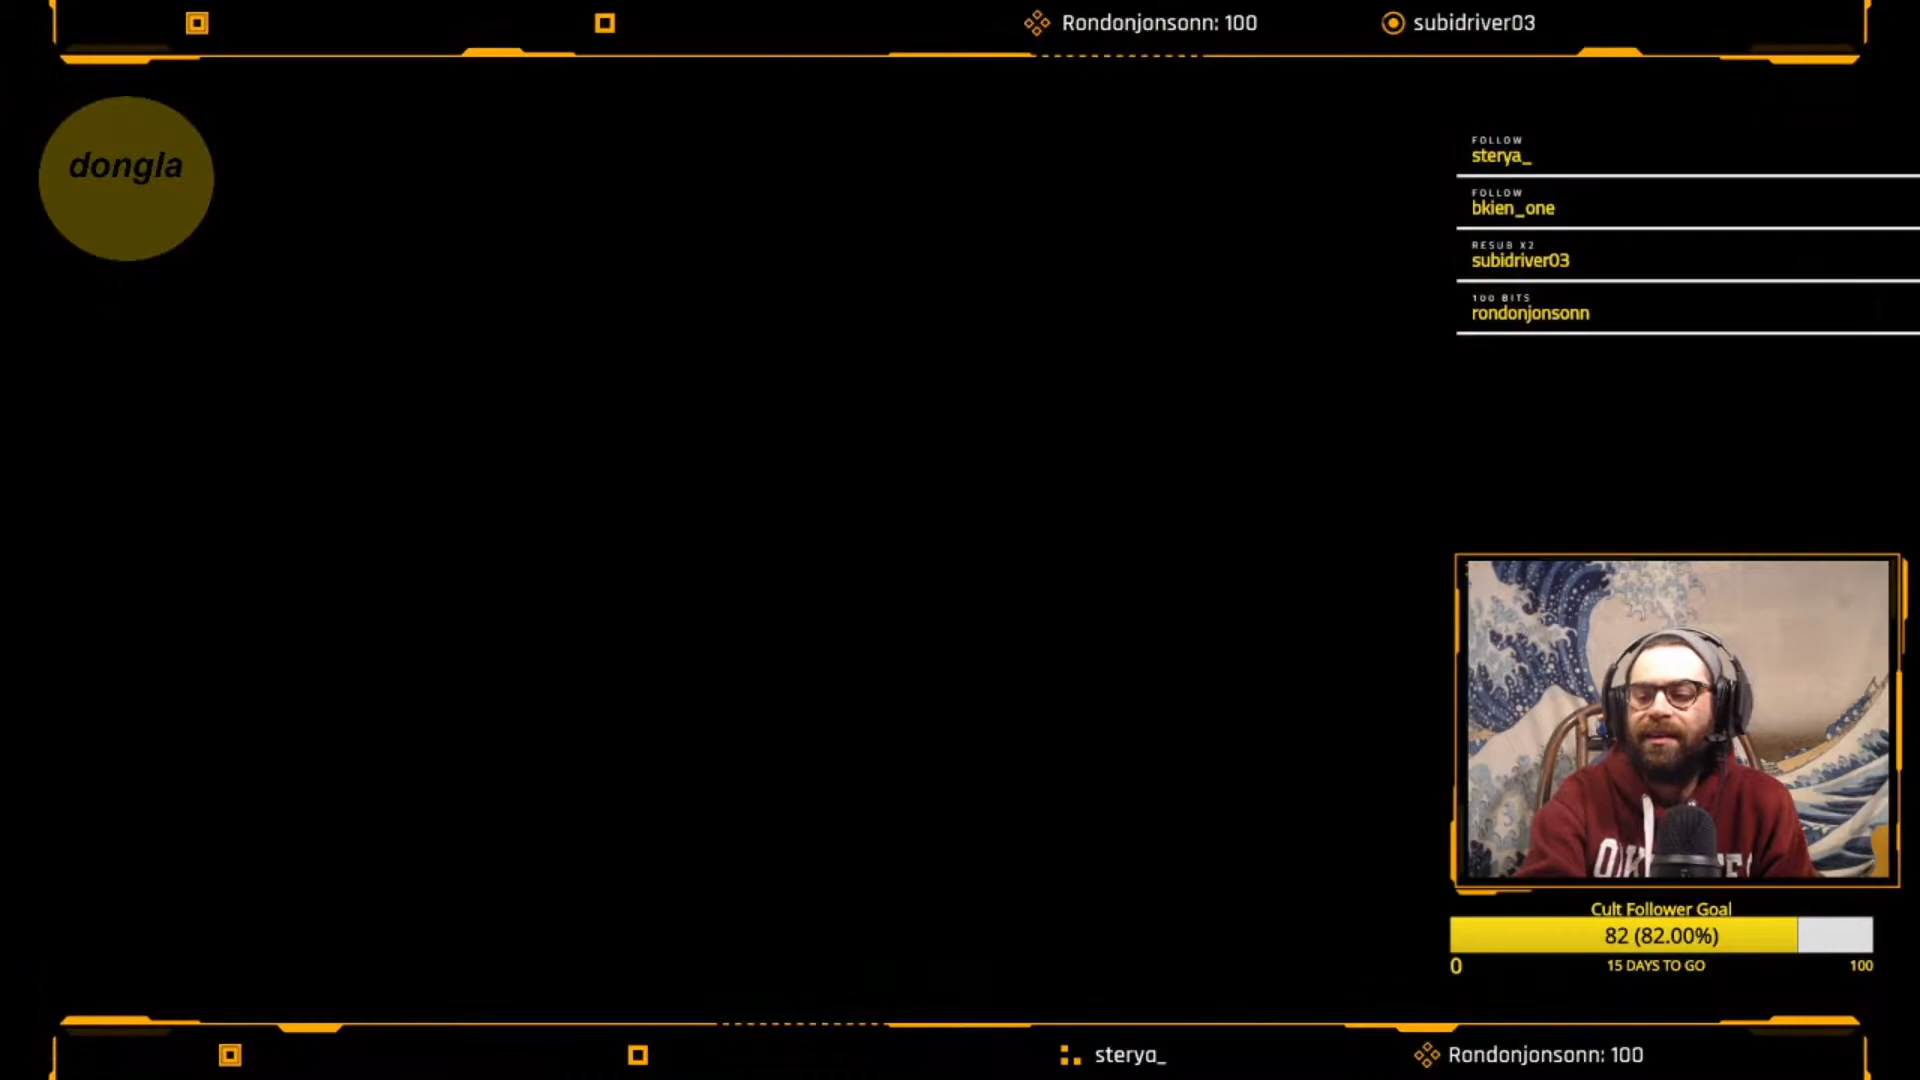 Rondonjonsonn: 100
subidriver03
dongla
FOLLOW
sterya_
FOLLOW
bkien_one
RESUB X2
subidriver03
100 BITS
rondonjonsonn
Cult Follower Goal
82 (82.00%)
0
15 DAYS TO GO
100
sterya_
Rondonjonsonn: 100